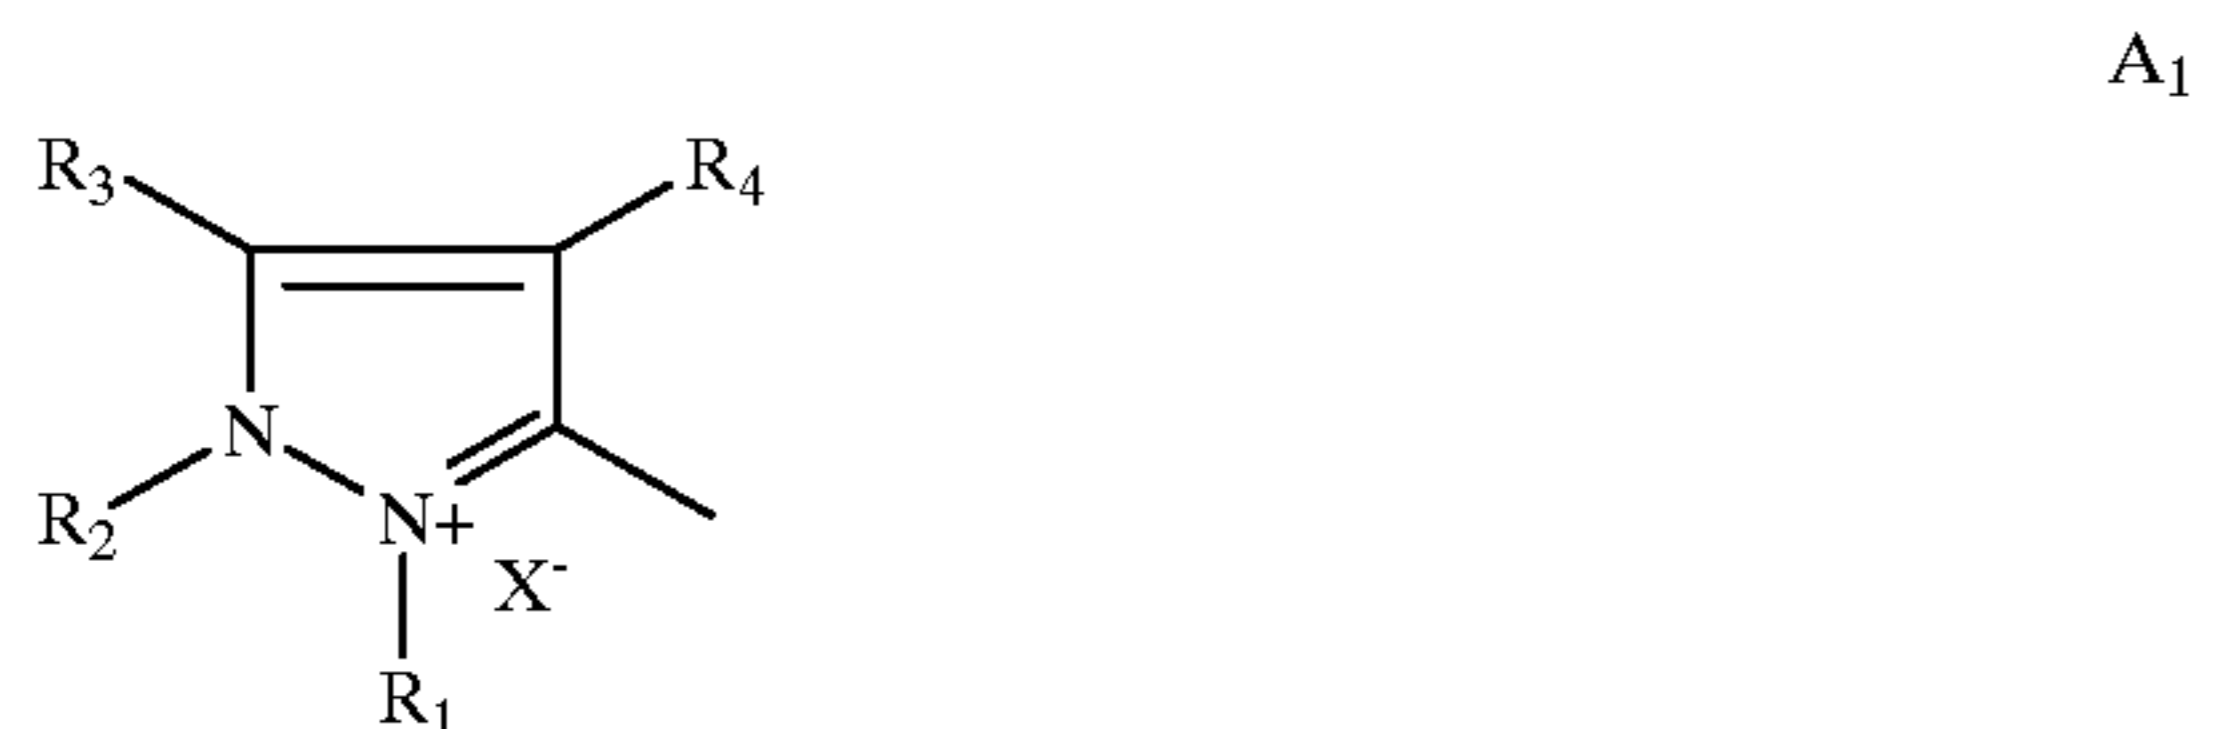 A₁
R₃ R₄
N
R₂ N+
X⁻
R₁